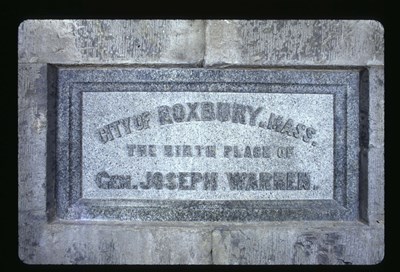 CITY OF ROXBURY, MASS.
THE BIRTH PLACE OF
GEN. JOSEPH WARREN.